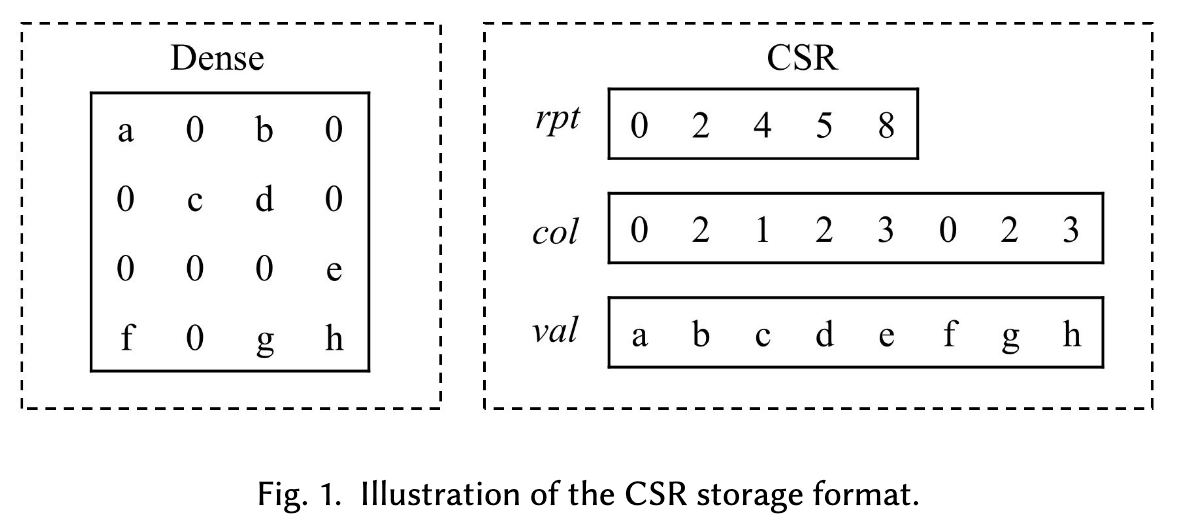 Dense
a 0 b 0
0 c d 0
0 0 0 e
f 0 g h
CSR
rpt 0 2 4 5 8
col 0 2 1 2 3 0 2 3
val a b c d e f g h
Fig. 1. Illustration of the CSR storage format.